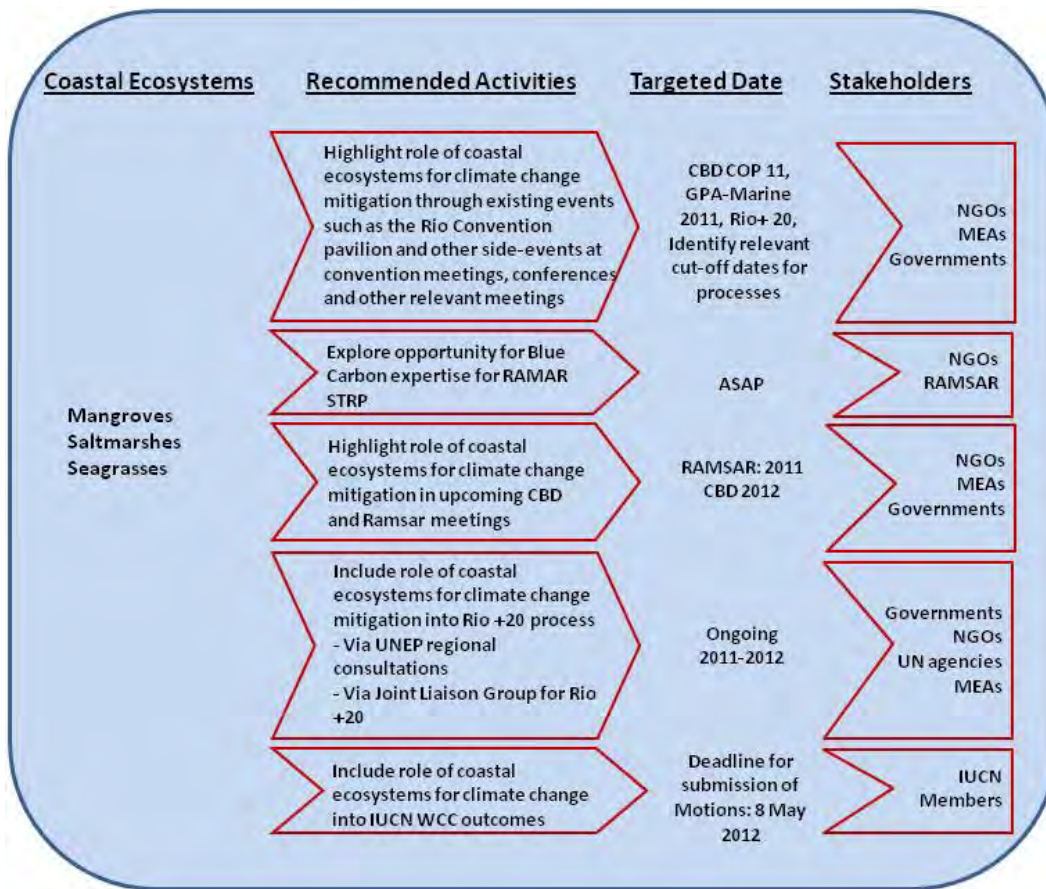 Coastal Ecosystems
Recommended Activities
Targeted Date
Stakeholders
Mangroves
Saltmarshes
Seagrasses
Highlight role of coastal
ecosystems for climate change
mitigation through existing events
such as the Rio Convention
pavilion and other side-events at
convention meetings, conferences
and other relevant meetings
CBD COP 11,
GPA-Marine
2011, Rio+ 20,
Identify relevant
cut-off dates for
processes
NGOs
MEAs
Governments
Explore opportunity for Blue
Carbon expertise for RAMAR
STRP
ASAP
NGOs
RAMSAR
Highlight role of coastal
ecosystems for climate change
mitigation in upcoming CBD
and Ramsar meetings
RAMSAR: 2011
CBD 2012
NGOs
MEAs
Governments
Include role of coastal
ecosystems for climate change
mitigation into Rio +20 process
- Via UNEP regional
consultations
- Via Joint Liaison Group for Rio
+20
Ongoing
2011-2012
Governments
NGOs
UN agencies
MEAs
Include role of coastal
ecosystems for climate change
into IUCN WCC outcomes
Deadline for
submission of
Motions: 8 May
2012
IUCN
Members